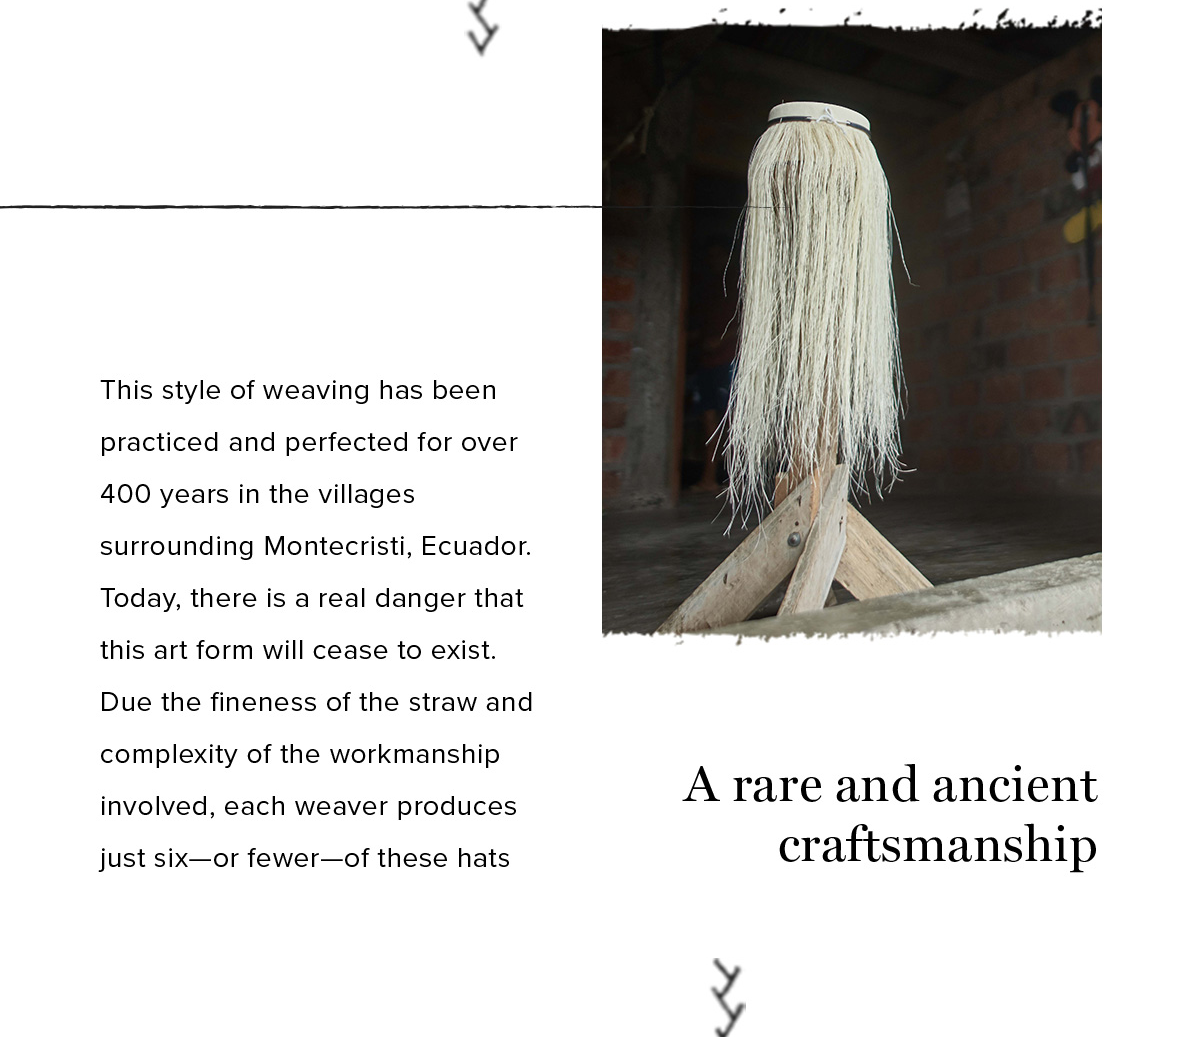 This style of weaving has been
practiced and perfected for over
400 years in the villages
surrounding Montecristi, Ecuador.
Today, there is a real danger that
this art form will cease to exist.
Due the fineness of the straw and
complexity of the workmanship
involved, each weaver produces
just six—or fewer—of these hats
A rare and ancient
craftsmanship